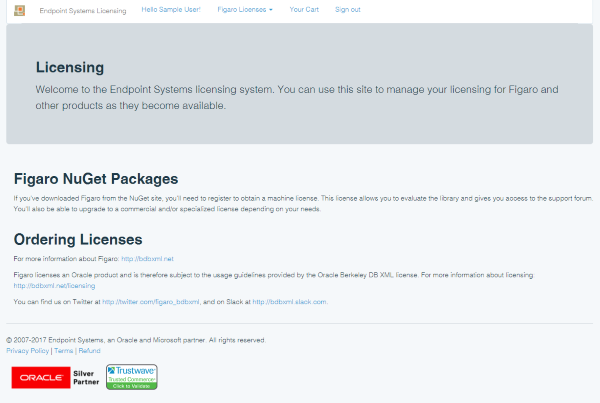 Endpoint Systems Licensing Hello Sample User! Figaro Licenses Your Cart Sign out
Licensing
Welcome to the Endpoint Systems licensing system. You can use this site to manage your licensing for Figaro and
other products as they become available.
Figaro NuGet Packages
If you've downloaded Figaro from the NuGet site, you'll need to register to obtain a machine license. This license allows you to evaluate the library and gives you access to the support forum.
You'll also be able to upgrade to a commercial and/or specialized license depending on your needs.
Ordering Licenses
For more information about Figaro: http://bdbxml.net
Figaro licenses an Oracle product and is therefore subject to the usage guidelines provided by the Oracle Berkeley DB XML license. For more information about licensing
http://bdbxml.net/licensing.
You can find us on Twitter at http://twitter.com/figaro_bdbxml, and on Slack at http://bdbxml.slack.com.
© 2007-2017 Endpoint Systems, an Oracle and Microsoft partner. All rights reserved.
Privacy Policy | Terms | Refund
ORACLE Silver
Partner
Trustwave
Trusted Commerce
Click to Validate